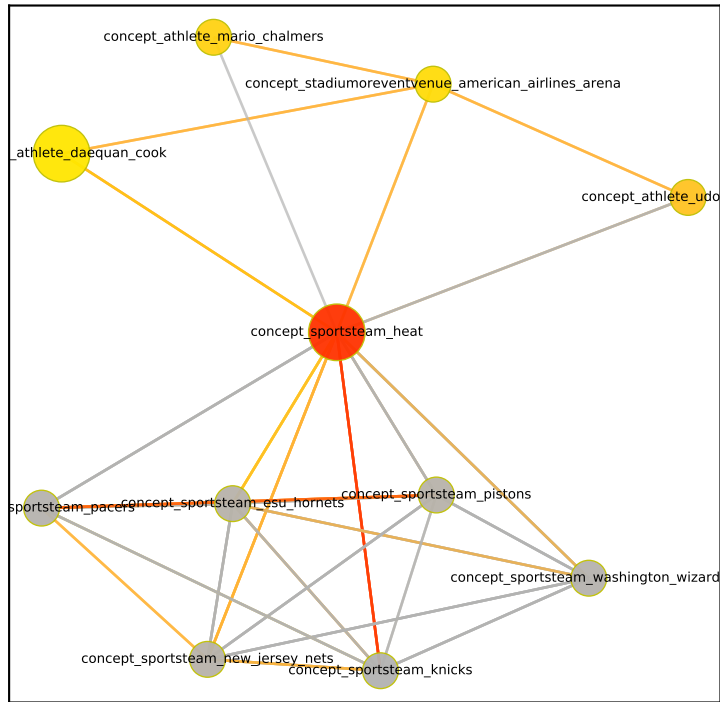 concept_athlete_mario_chalmers
concept_stadiumoreventvenue_american_airlines_arena
_athlete_daequan_cook
concept_athlete_udo
concept_sportsteam_heat
concept_sportsteam_pistons
concept_sportsteam_esu_hornets
sportsteam_pacers
concept_sportsteam_washington_wizard
concept_sportsteam_new_jersey_nets
concept_sportsteam_knicks